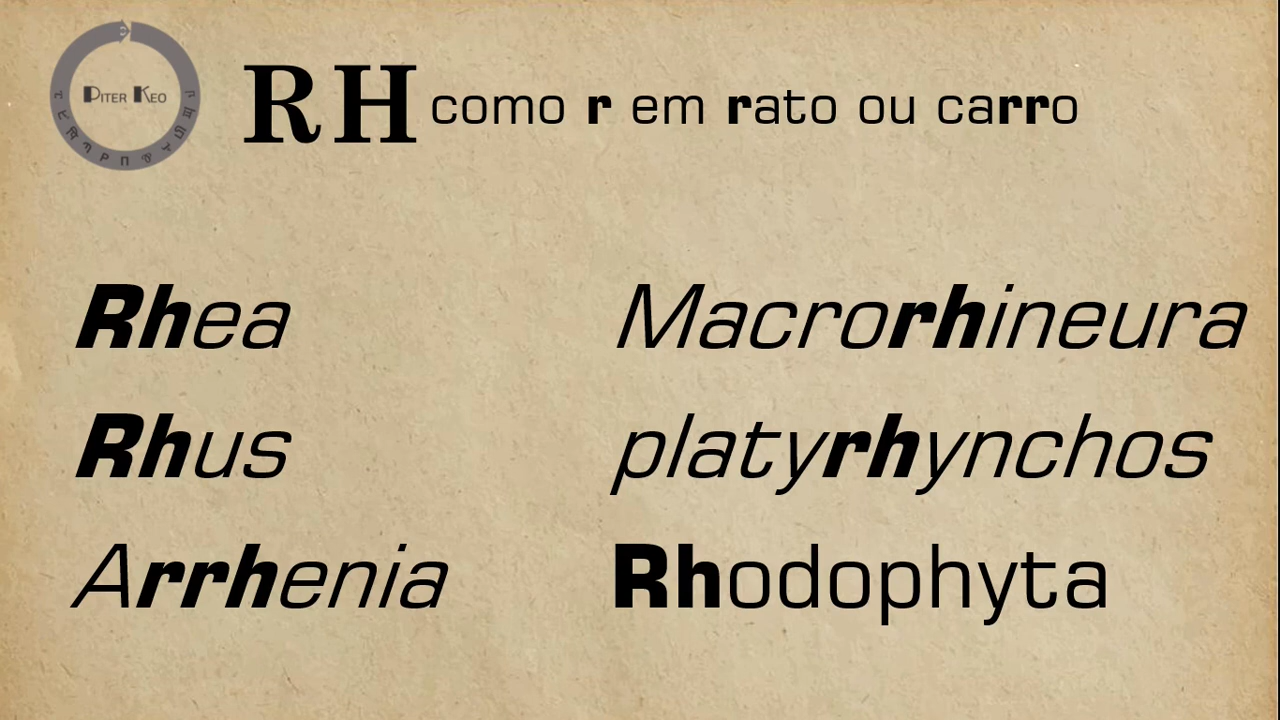 PITER KEO
RH como r em rato ou carro
Rhea
Rhus
Arrhenia
Macrorhineura
platyrhynchos
Rhodophyta